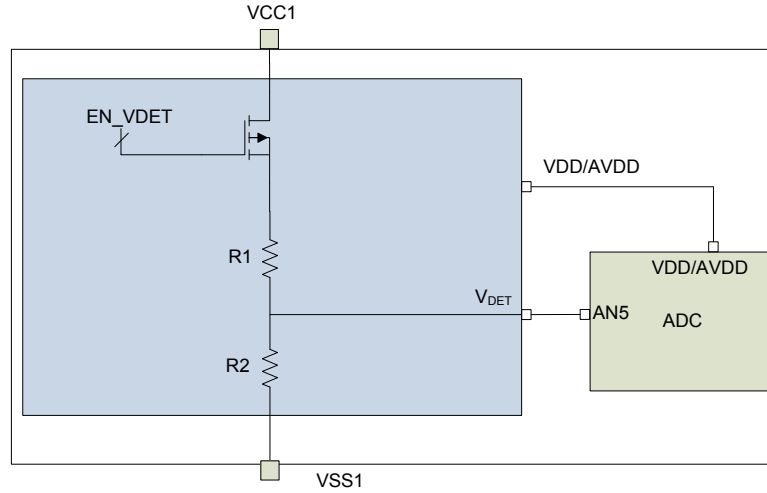 VCC1
EN_VDET
VDD/AVDD
VDD/AVDD
R1
VDET
AN5
ADC
R2
VSS1